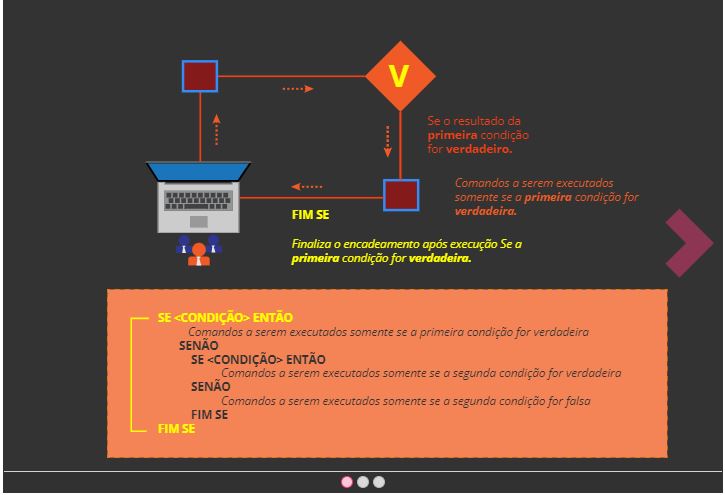 V
Se o resultado da
primeira condição
for verdadeiro.
Comandos a serem executados
somente se a primeira condição for
verdadeira.
FIM SE
Finaliza o encadeamento após execução Se a
primeira condição for verdadeira.
SE <CONDIÇÃO> ENTÃO
Comandos a serem executados somente se a primeira condição for verdadeira
SENÃO
SE <CONDIÇÃO> ENTÃO
Comandos a serem executados somente se a segunda condição for verdadeira
SENÃO
Comandos a serem executados somente se a segunda condição for falsa
FIM SE
FIM SE